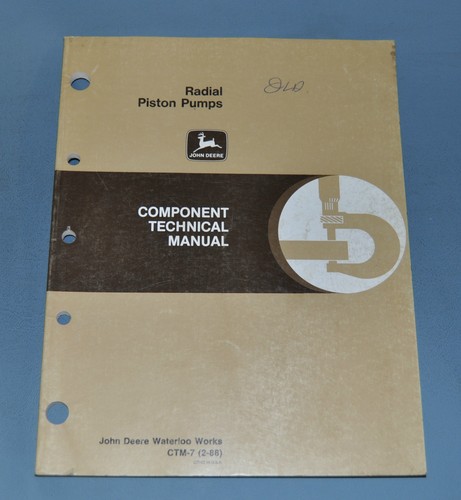 Radial
Piston Pumps
JOHN DEERE
COMPONENT
TECHNICAL
MANUAL
John Deere Waterloo Works
CTM-7 (2-88)